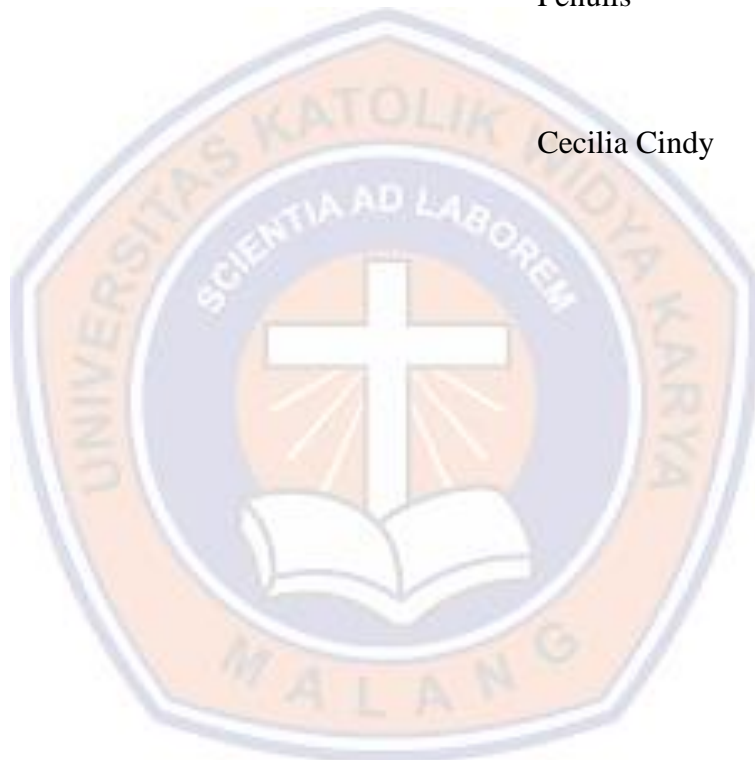 Penulis
Cecilia Cindy
UNIVERSITAS KATOLIK WIDYA KARYA
SCIENTIA AD LABOREM
MALANG